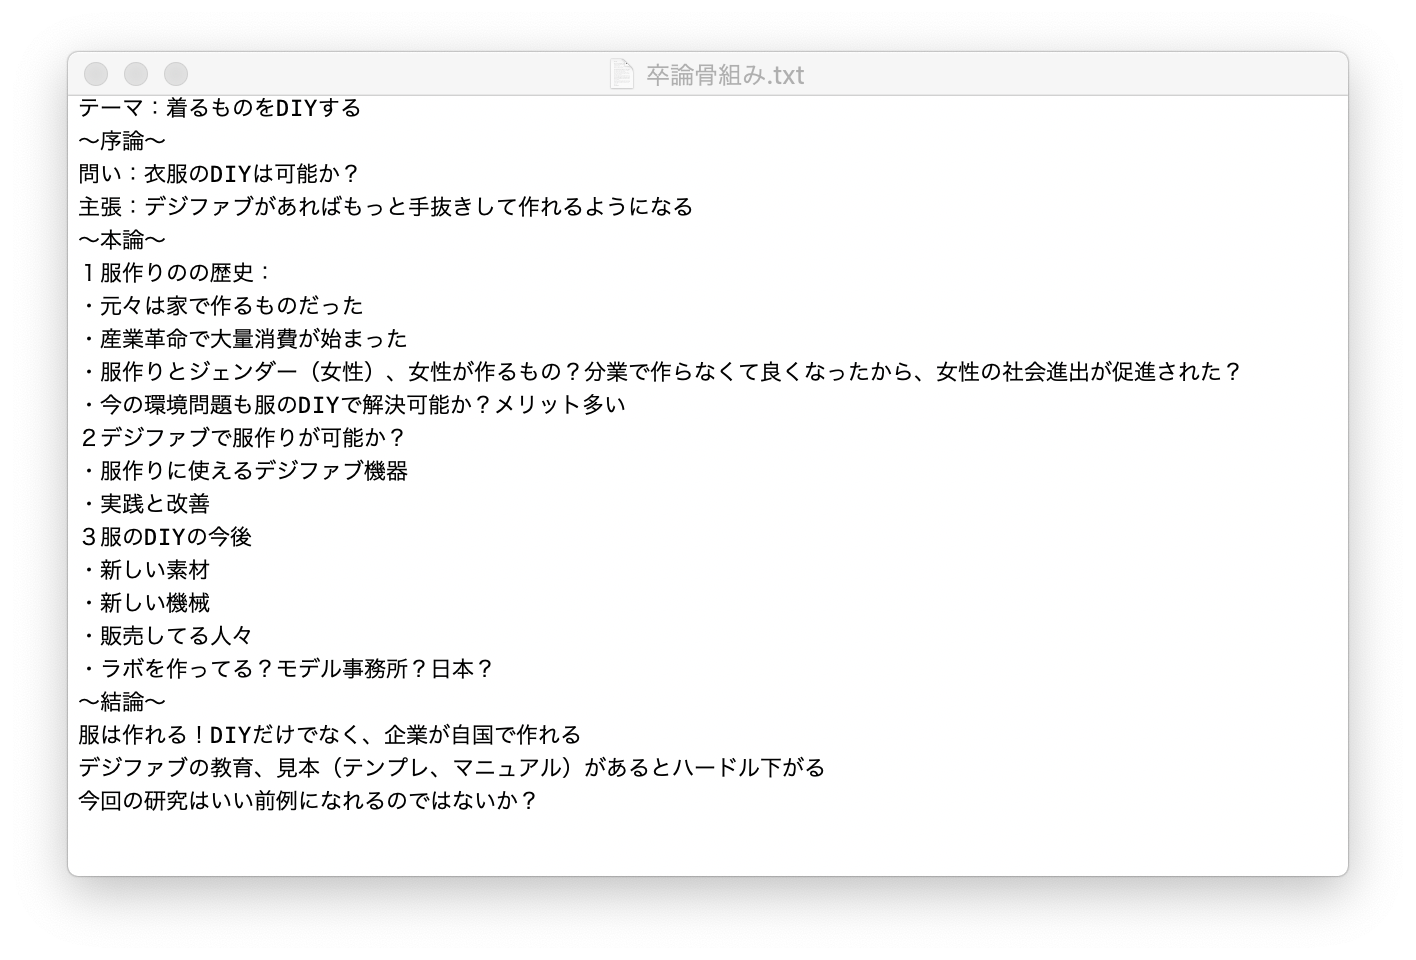 卒論骨組み.txt
テーマ：着るものをDIYする
〜序論〜
問い：衣服のDIYは可能か？
主張：デジファブがあればもっと手抜きして作れるようになる
〜本論〜
１服作りのの歴史：
・元々は家で作るものだった
・産業革命で大量消費が始まった
・服作りとジェンダー（女性）、女性が作るもの？分業で作らなくて良くなったから、女性の社会進出が促進された？
・今の環境問題も服のDIYで解決可能か？メリット多い
２デジファブで服作りが可能か？
・服作りに使えるデジファブ機器
・実践と改善
３服のDIYの今後
・新しい素材
・新しい機械
・販売してる人々
・ラボを作ってる？モデル事務所？日本？
〜結論〜
服は作れる！DIYだけでなく、企業が自国で作れる
デジファブの教育、見本（テンプレ、マニュアル）があるとハードル下がる
今回の研究はいい前例になれるのではないか？